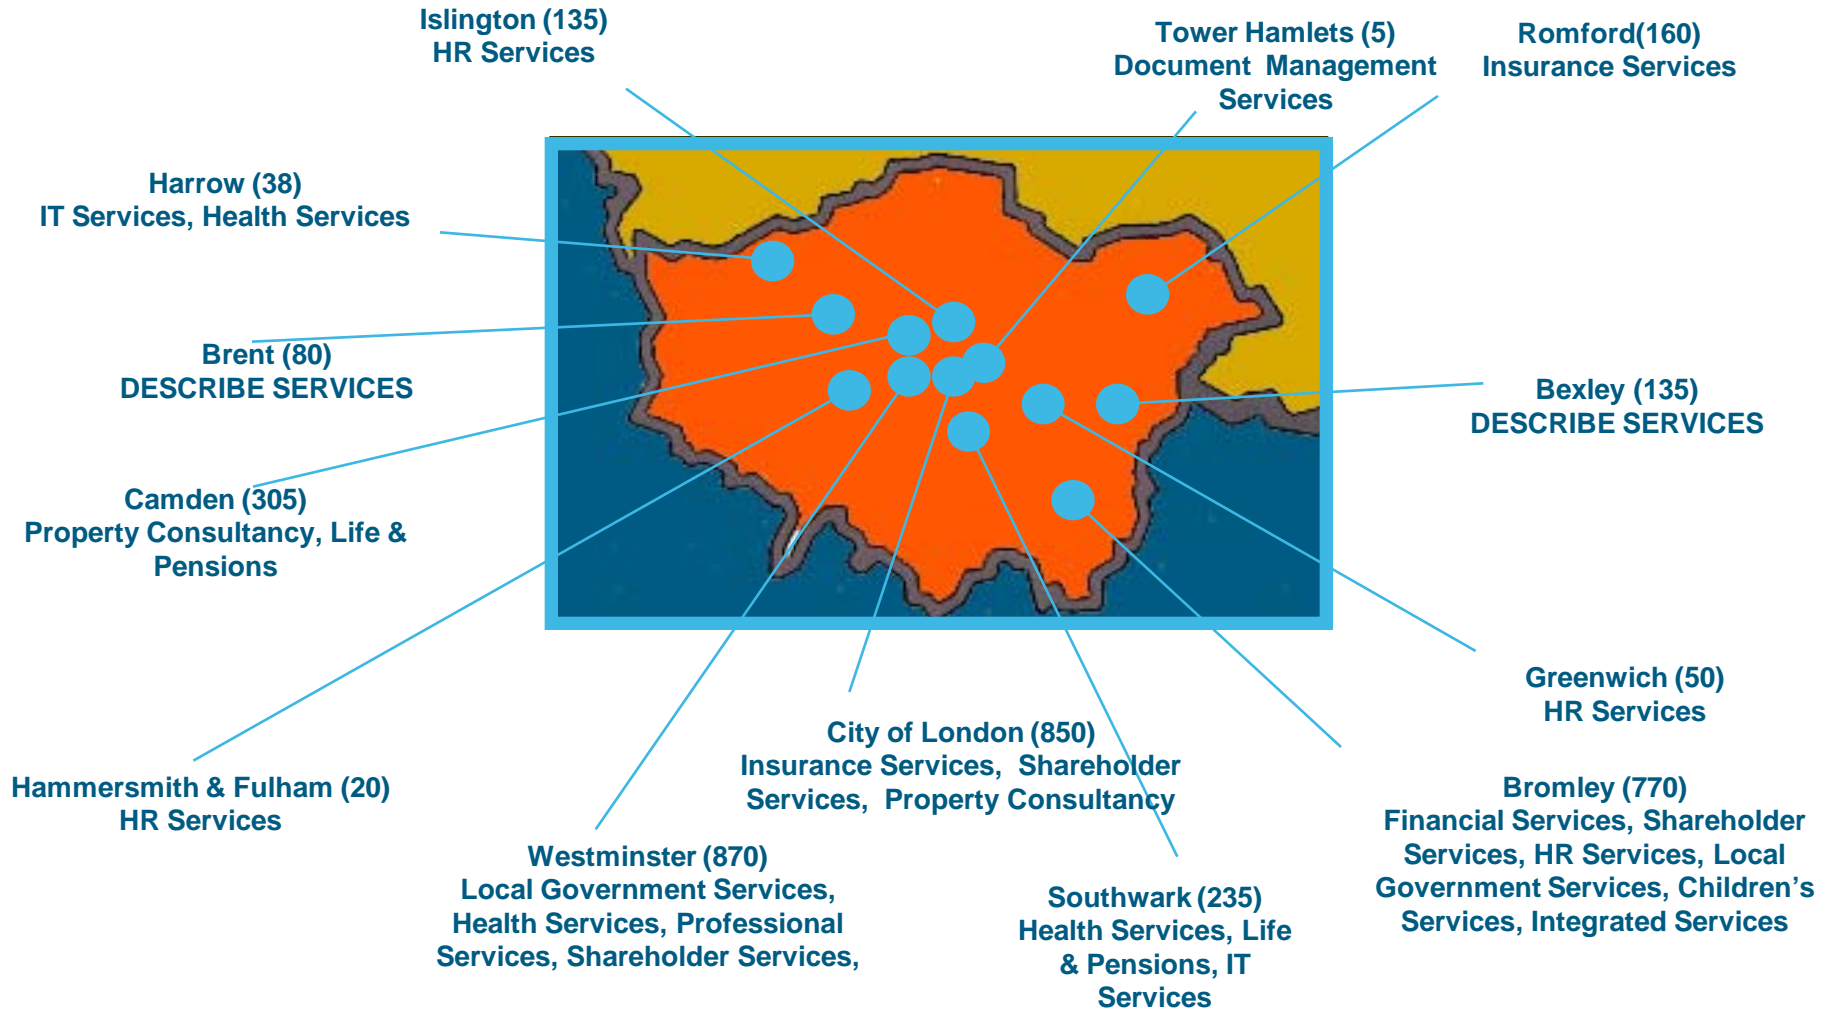 Islington (135)
HR Services
Tower Hamlets (5)
Document Management
Services
Romford(160)
Insurance Services
Harrow (38)
IT Services, Health Services
Brent (80)
DESCRIBE SERVICES
Bexley (135)
DESCRIBE SERVICES
Camden (305)
Property Consultancy, Life &
Pensions
Greenwich (50)
HR Services
City of London (850)
Insurance Services, Shareholder
Services, Property Consultancy
Hammersmith & Fulham (20)
HR Services
Bromley (770)
Financial Services, Shareholder
Services, HR Services, Local
Government Services, Children’s
Services, Integrated Services
Westminster (870)
Local Government Services,
Health Services, Professional
Services, Shareholder Services,
Southwark (235)
Health Services, Life
& Pensions, IT
Services